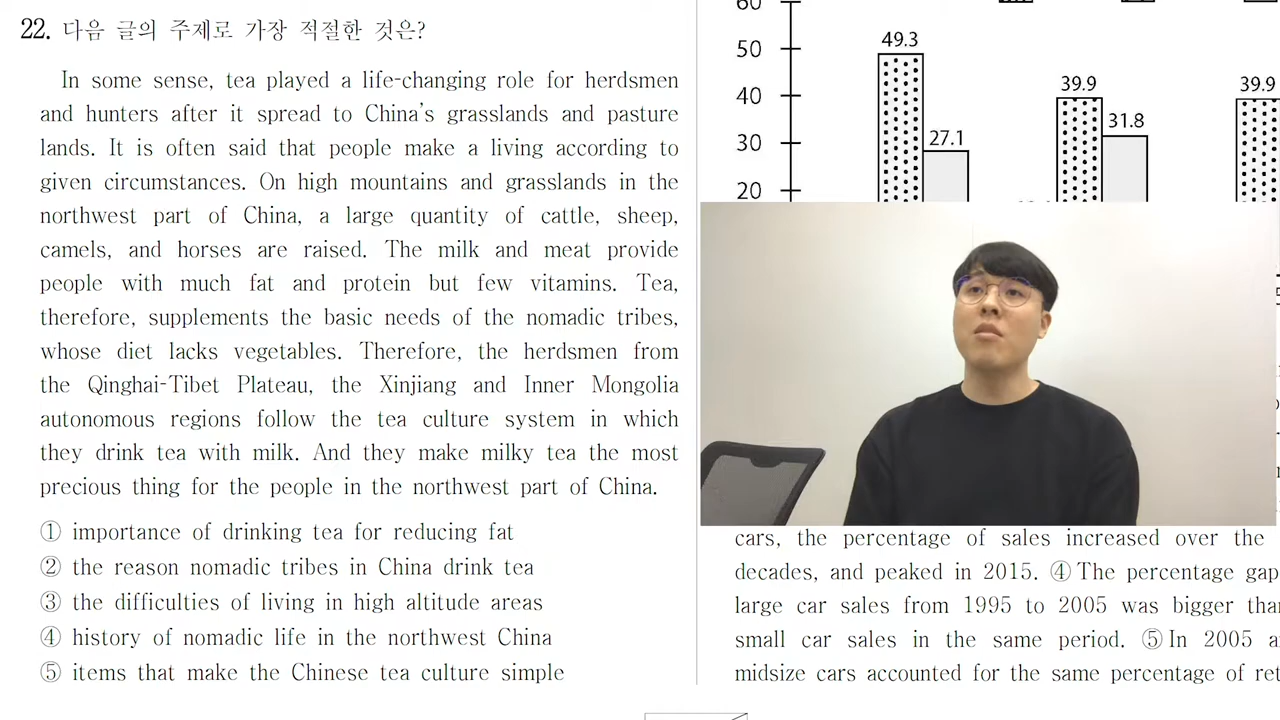 22. 다음 글의 주제로 가장 적절한 것은?
In some sense, tea played a life-changing role for herdsmen
and hunters after it spread to China's grasslands and pasture
lands. It is often said that people make a living according to
given circumstances. On high mountains and grasslands in the
northwest part of China, a large quantity of cattle, sheep,
camels, and horses are raised. The milk and meat provide
people with much fat and protein but few vitamins. Tea,
therefore, supplements the basic needs of the nomadic tribes,
whose diet lacks vegetables. Therefore, the herdsmen from
the Qinghai-Tibet Plateau, the Xinjiang and Inner Mongolia
autonomous regions follow the tea culture system in which
they drink tea with milk. And they make milky tea the most
precious thing for the people in the northwest part of China.
① importance of drinking tea for reducing fat
② the reason nomadic tribes in China drink tea
③ the difficulties of living in high altitude areas
④ history of nomadic life in the northwest China
⑤ items that make the Chinese tea culture simple
60
50
40
30
20
49.3
27.1
39.9
31.8
39.9
cars, the percentage of sales increased over the
decades, and peaked in 2015. ④ The percentage gap
large car sales from 1995 to 2005 was bigger
small car sales in the same period. ⑤ In 2005
midsize cars accounted for the same percentage of